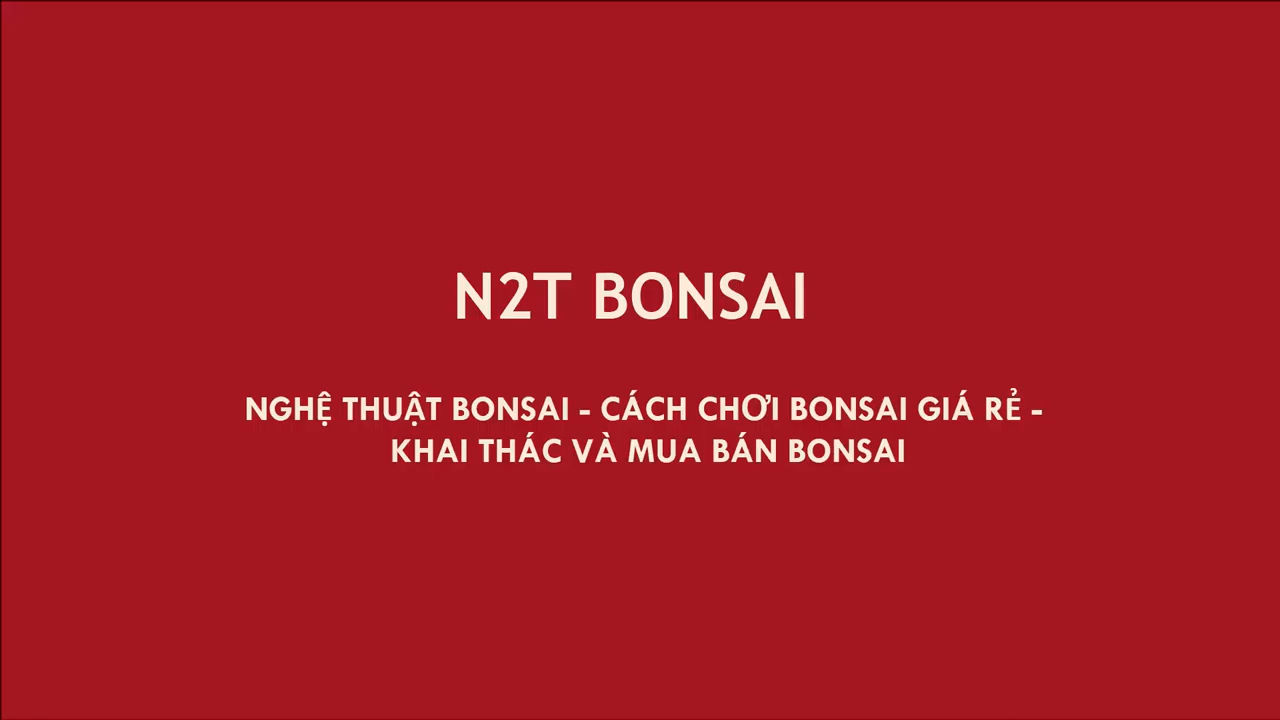 N2T BONSAI
NGHỆ THUẬT BONSAI - CÁCH CHƠI BONSAI GIÁ RẺ -
KHAI THÁC VÀ MUA BÁN BONSAI